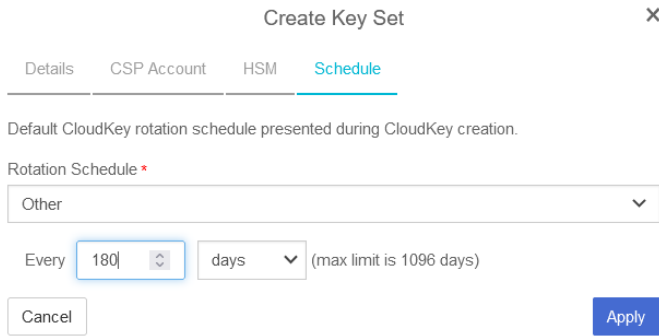 Create Key Set
Details CSP Account HSM Schedule
Default CloudKey rotation schedule presented during CloudKey creation.
Rotation Schedule *
Other
Every 180 days (max limit is 1096 days)
Cancel Apply